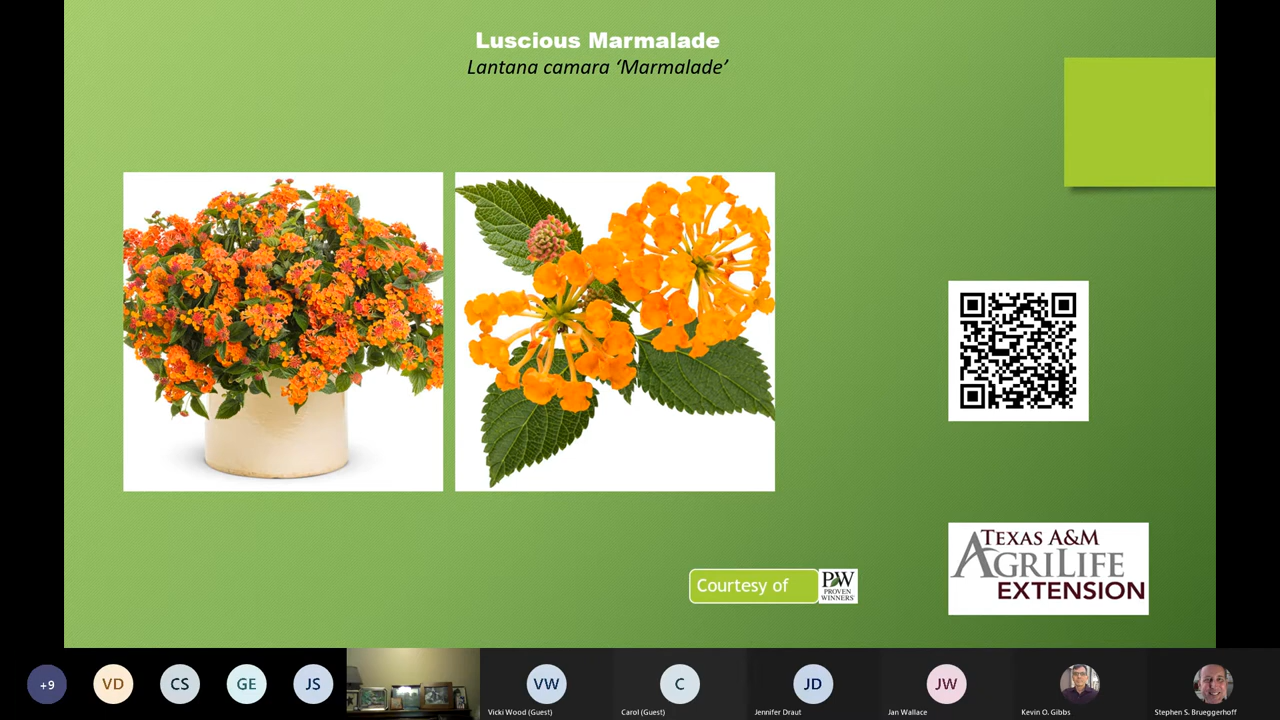 Luscious Marmalade
Lantana camara ‘Marmalade’
Courtesy of
PW
PROVEN
WINNERS®
TEXAS A&M
AGRILIFE
EXTENSION
+9
VD
CS
GE
JS
VW
C
JD
JW
Vicki Wood (Guest)
Carol (Guest)
Jennifer Draut
Jan Wallace
Kevin O. Gibbs
Stephen S. Brueggerhoff